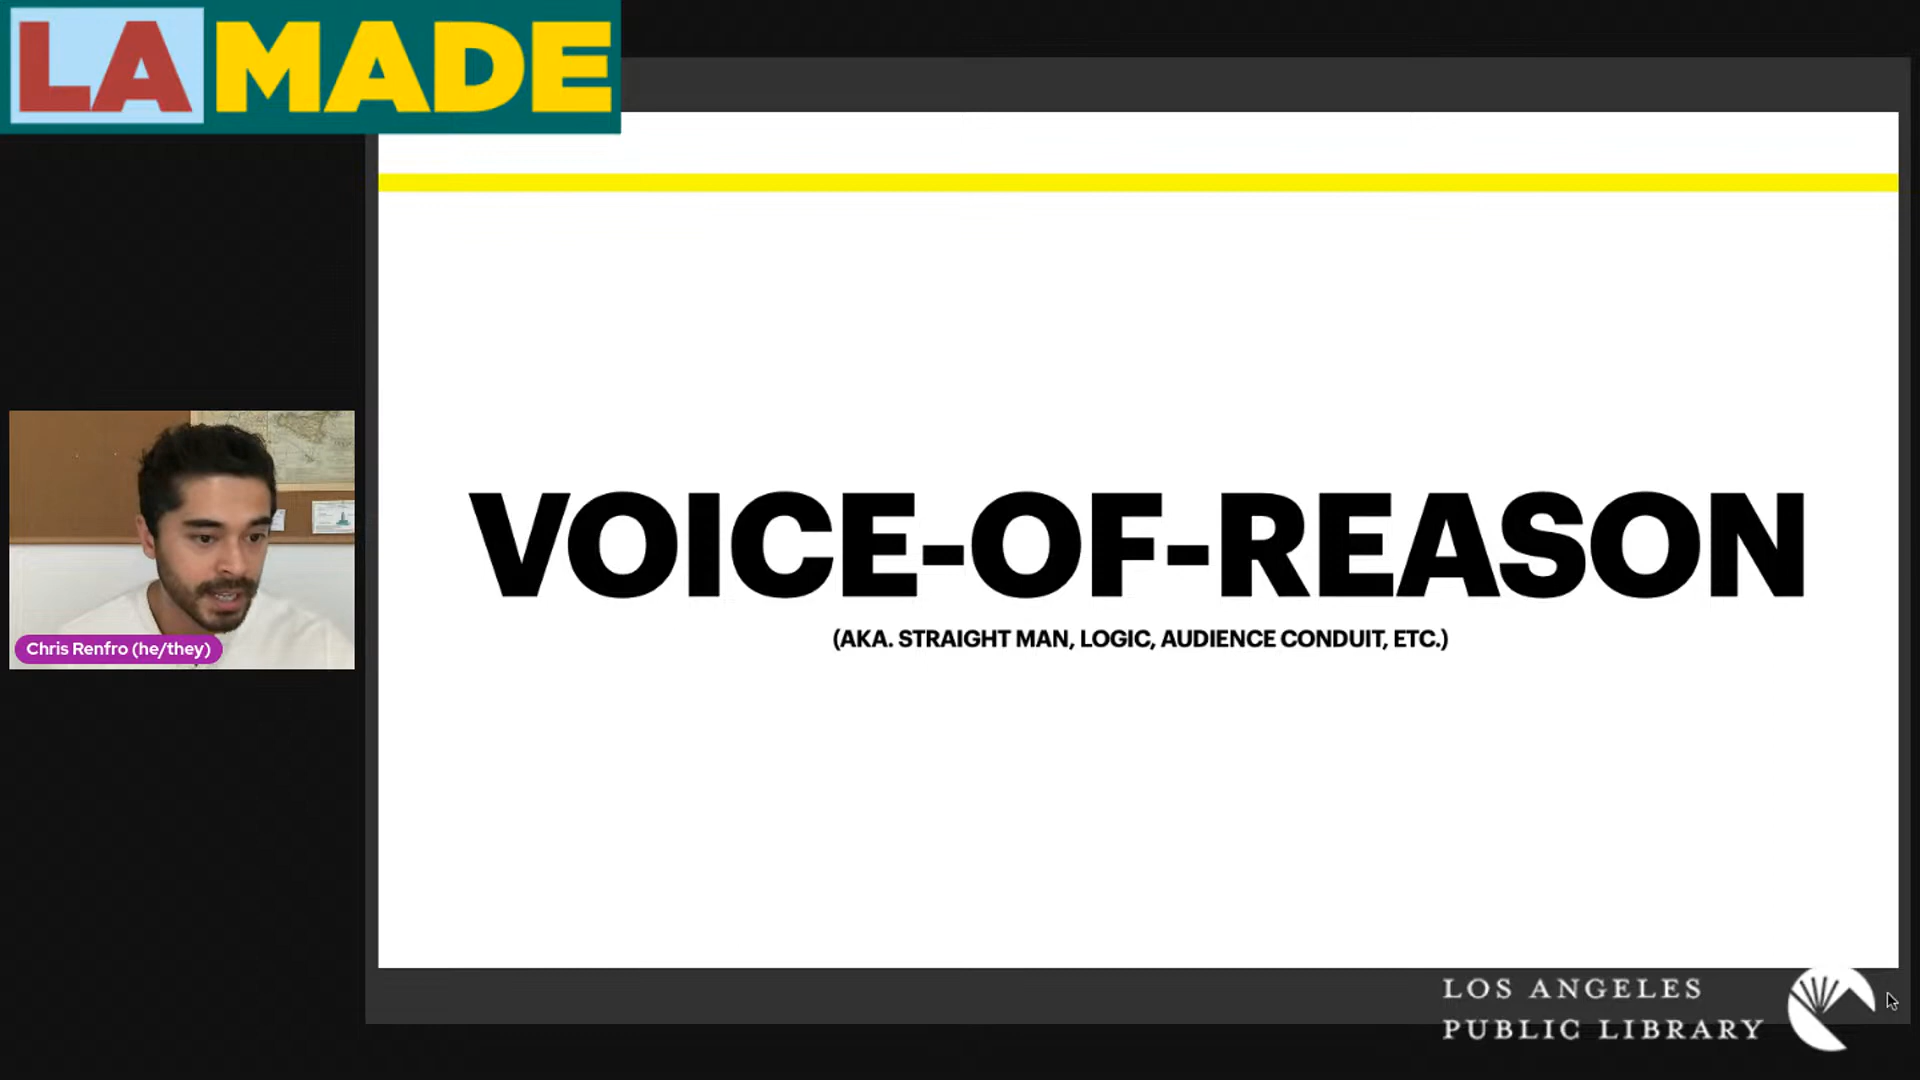 LA MADE
VOICE-OF-REASON
(AKA. STRAIGHT MAN, LOGIC, AUDIENCE CONDUIT, ETC.)
Chris Renfro (he/they)
LOS ANGELES
PUBLIC LIBRARY